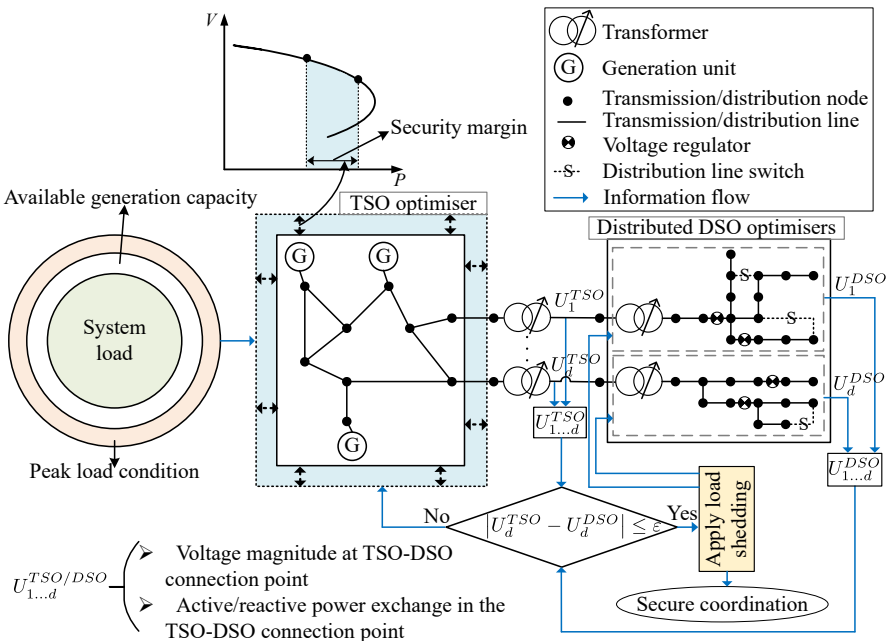 V
P
Security margin
Transformer
G
Generation unit
Transmission/distribution node
Transmission/distribution line
Voltage regulator
S
Distribution line switch
Information flow
Available generation capacity
System
load
Peak load condition
TSO optimiser
G
G
G
Distributed DSO optimisers
U_1^{TSO}
U_d^{TSO}
U_{1...d}^{TSO}
S
S
S
U_1^{DSO}
U_d^{DSO}
U_{1...d}^{DSO}
No
|U_d^{TSO} − U_d^{DSO}| ≤ ε
Yes
Apply load
shedding
Secure coordination
U_{1...d}^{TSO/DSO}
➢ Voltage magnitude at TSO-DSO
connection point
➢ Active/reactive power exchange in the
TSO-DSO connection point